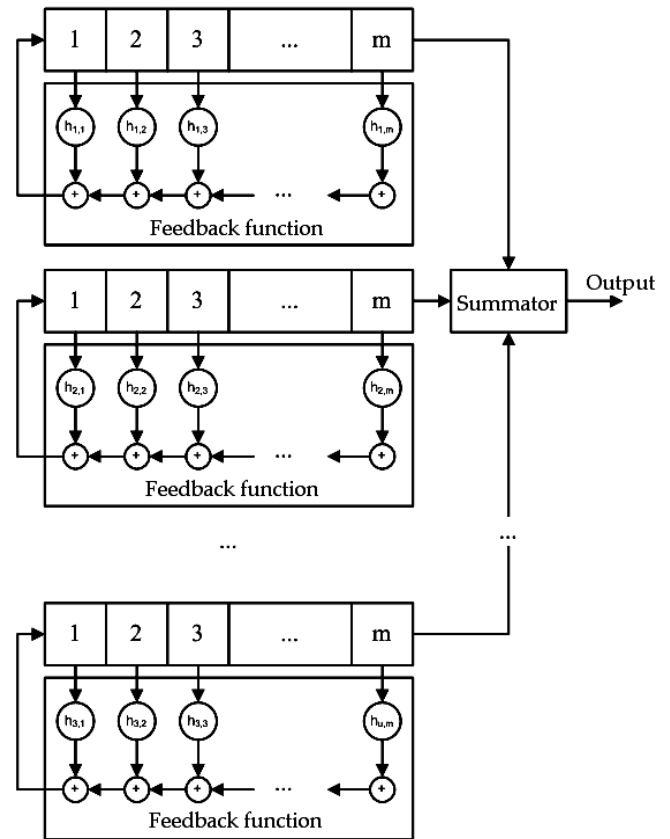 1 2 3 ... m
h1,1 h1,2 h1,3 h1,m
+ + + ... +
Feedback function
1 2 3 ... m
Summator
Output
h2,1 h2,2 h2,3 h2,m
+ + + ... +
Feedback function
...
...
1 2 3 ... m
h3,1 h3,2 h3,3 hu,m
+ + + ... +
Feedback function